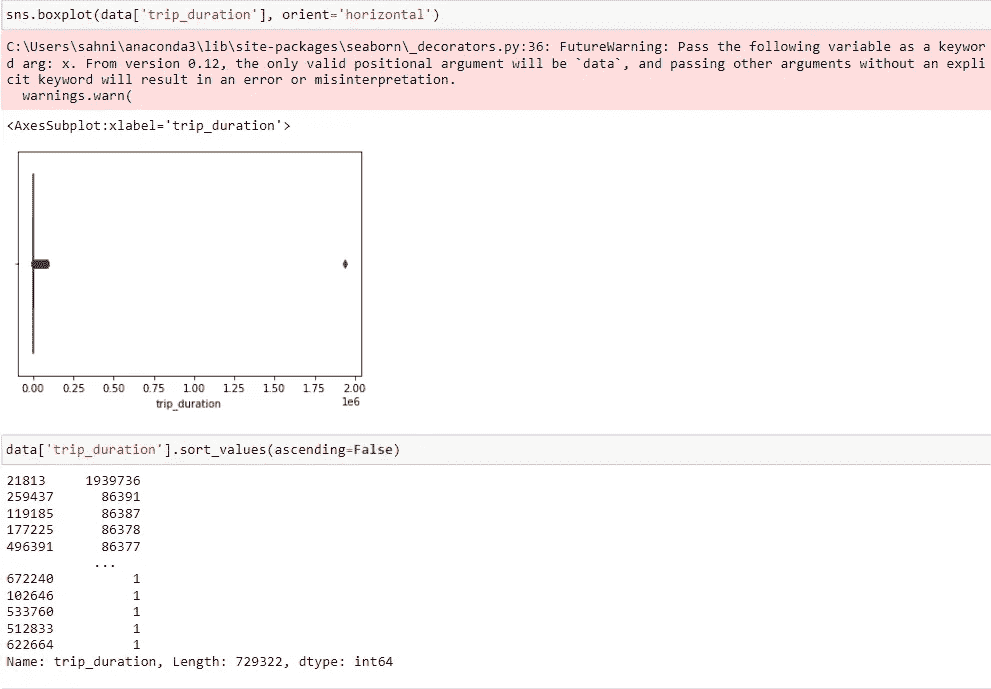 sns.boxplot(data['trip_duration'], orient='horizontal')
C:\Users\sahni\anaconda3\lib\site-packages\seaborn\_decorators.py:36: FutureWarning: Pass the following variable as a keywor
d arg: x. From version 0.12, the only valid positional argument will be `data`, and passing other arguments without an expli
cit keyword will result in an error or misinterpretation.
  warnings.warn(
<AxesSubplot:xlabel='trip_duration'>
0.00 0.25 0.50 0.75 1.00 1.25 1.50 1.75 2.00
1e6
trip_duration
data['trip_duration'].sort_values(ascending=False)
21813     1939736
259437      86391
119185      86387
177225      86378
496391      86377
           ...
672240          1
102646          1
533760          1
512833          1
622664          1
Name: trip_duration, Length: 729322, dtype: int64